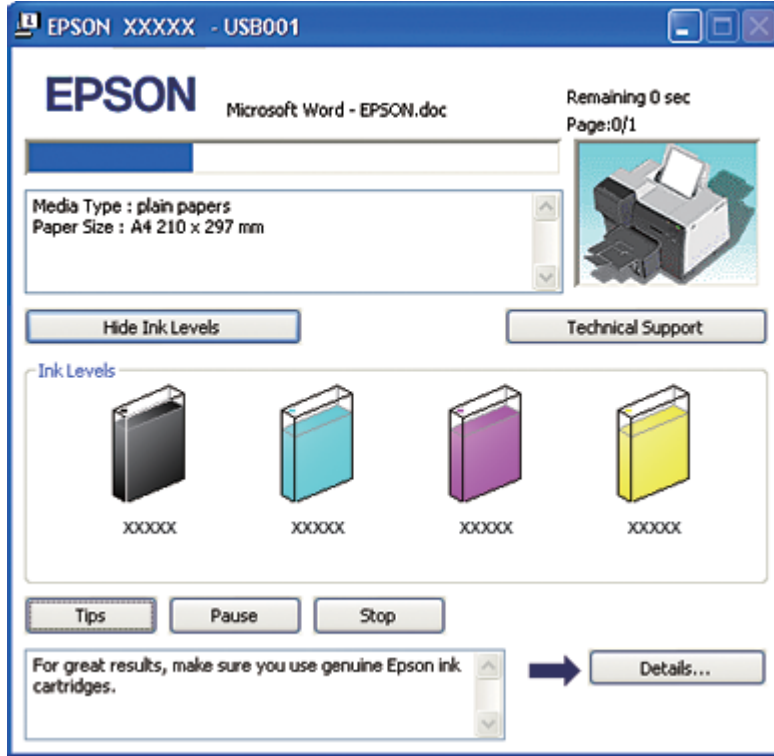 EPSON XXXXX - USB001
EPSON
Microsoft Word - EPSON.doc
Remaining 0 sec
Page:0/1
Media Type : plain papers
Paper Size : A4 210 x 297 mm
Hide Ink Levels
Technical Support
Ink Levels
XXXXX XXXXX XXXXX XXXXX
Tips Pause Stop
For great results, make sure you use genuine Epson ink
cartridges.
Details...